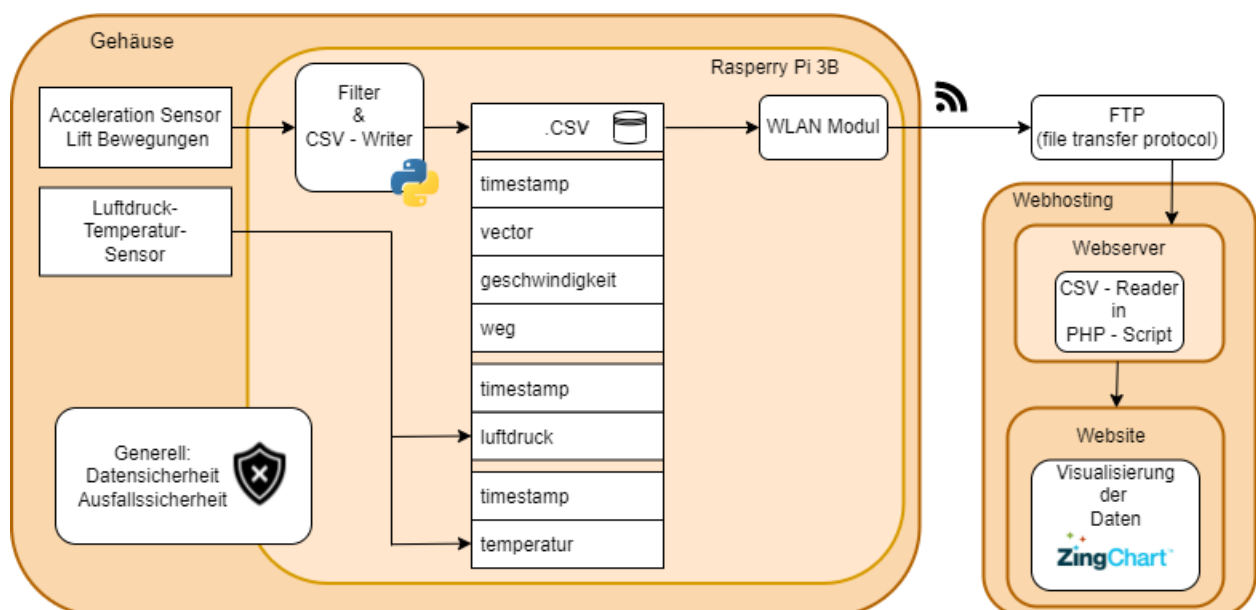 Gehäuse
Rasperry Pi 3B
Acceleration Sensor
Lift Bewegungen
Luftdruck-
Temperatur-
Sensor
Filter
&
CSV - Writer
.CSV
timestamp
vector
geschwindigkeit
weg
timestamp
luftdruck
timestamp
temperatur
WLAN Modul
Generell:
Datensicherheit
Ausfallssicherheit
FTP
(file transfer protocol)
Webhosting
Webserver
CSV - Reader
in
PHP - Script
Website
Visualisierung
der
Daten
ZingChart™